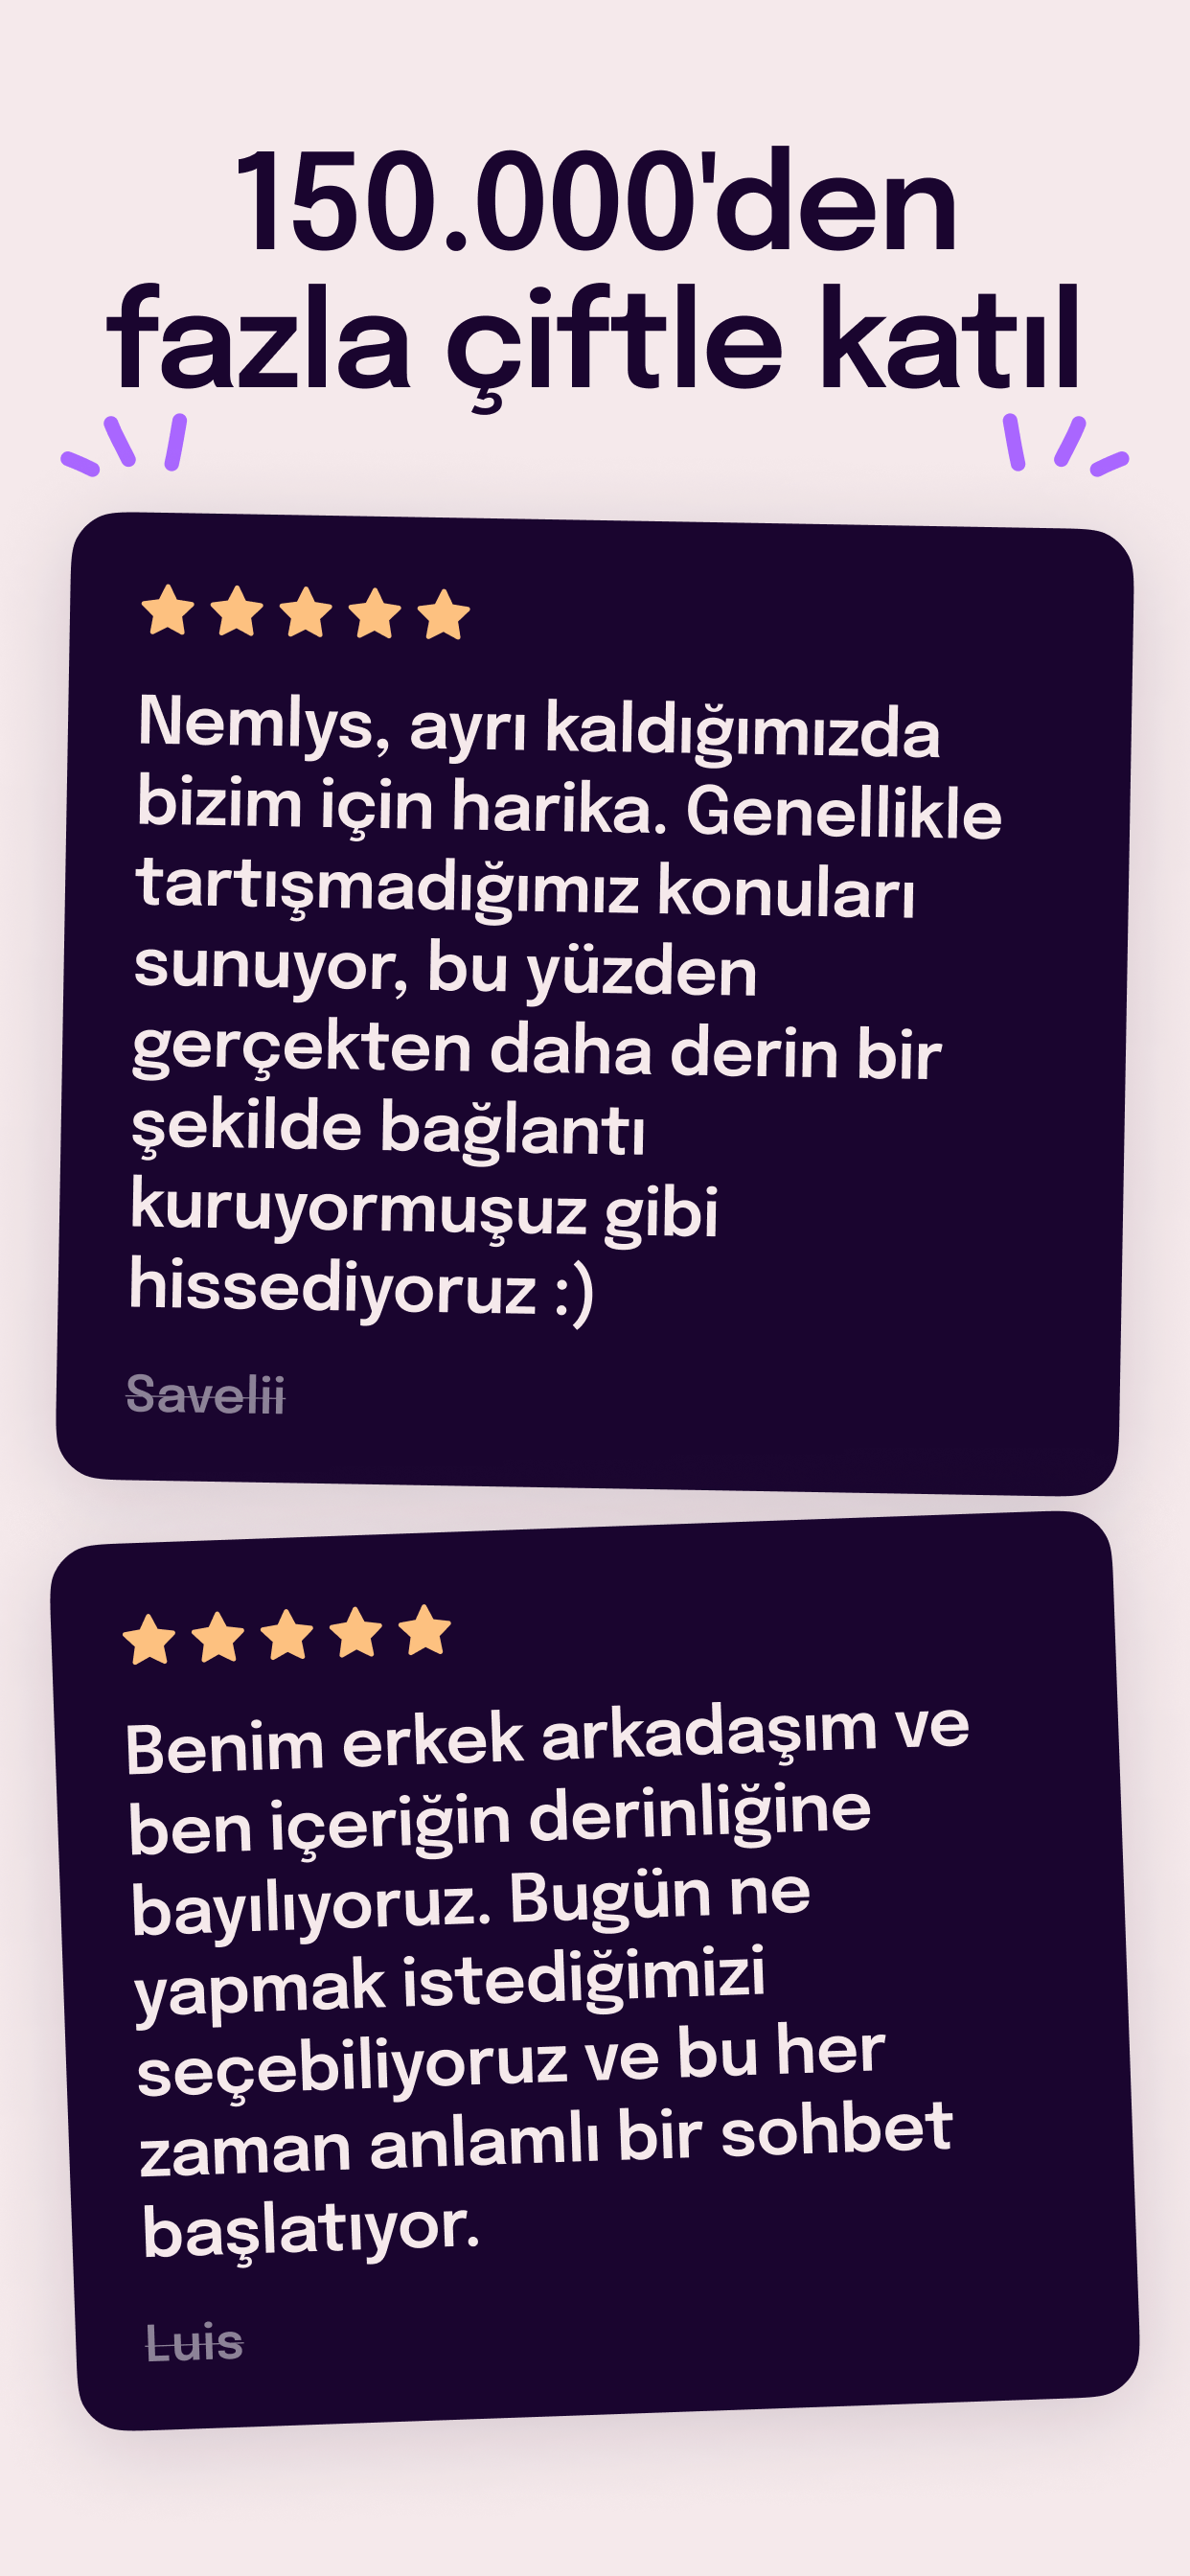 150.000'den
fazla çiftle katıl
Nemlys, ayrı kaldığımızda
bizim için harika. Genellikle
tartışmadığımız konuları
sunuyor, bu yüzden
gerçekten daha derin bir
şekilde bağlantı
kuruyormuşuz gibi
hissediyoruz :)
Savelii
Benim erkek arkadaşım ve
ben içeriğin derinliğine
bayılıyoruz. Bugün ne
yapmak istediğimizi
seçebiliyoruz ve bu her
zaman anlamlı bir sohbet
başlatıyor.
Luis